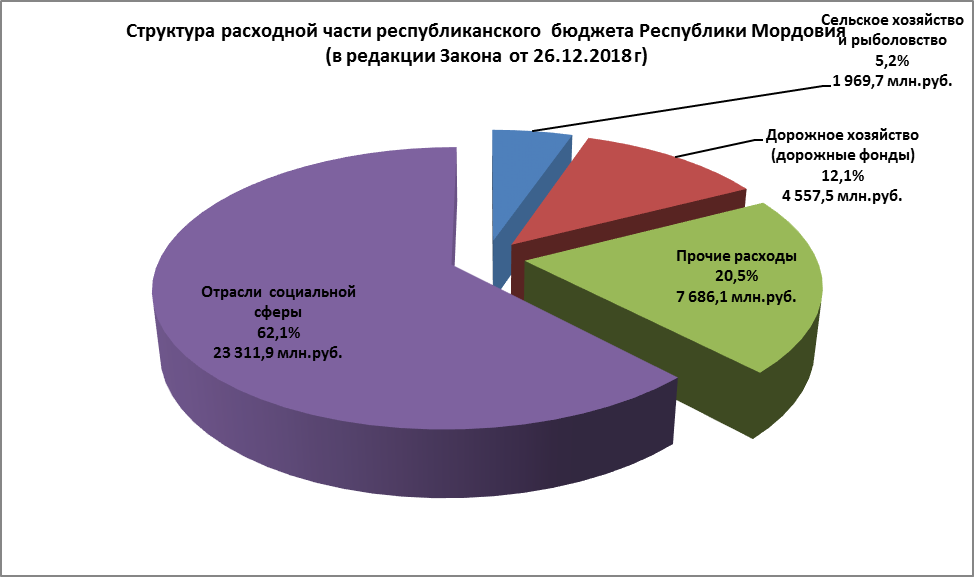 Структура расходной части республиканского бюджета Республики Мордовия
(в редакции Закона от 26.12.2018 г)
Сельское хозяйство
и рыболовство
5,2%
1 969,7 млн.руб.
Дорожное хозяйство
(дорожные фонды)
12,1%
4 557,5 млн.руб.
Прочие расходы
20,5%
7 686,1 млн.руб.
Отрасли социальной
сферы
62,1%
23 311,9 млн.руб.